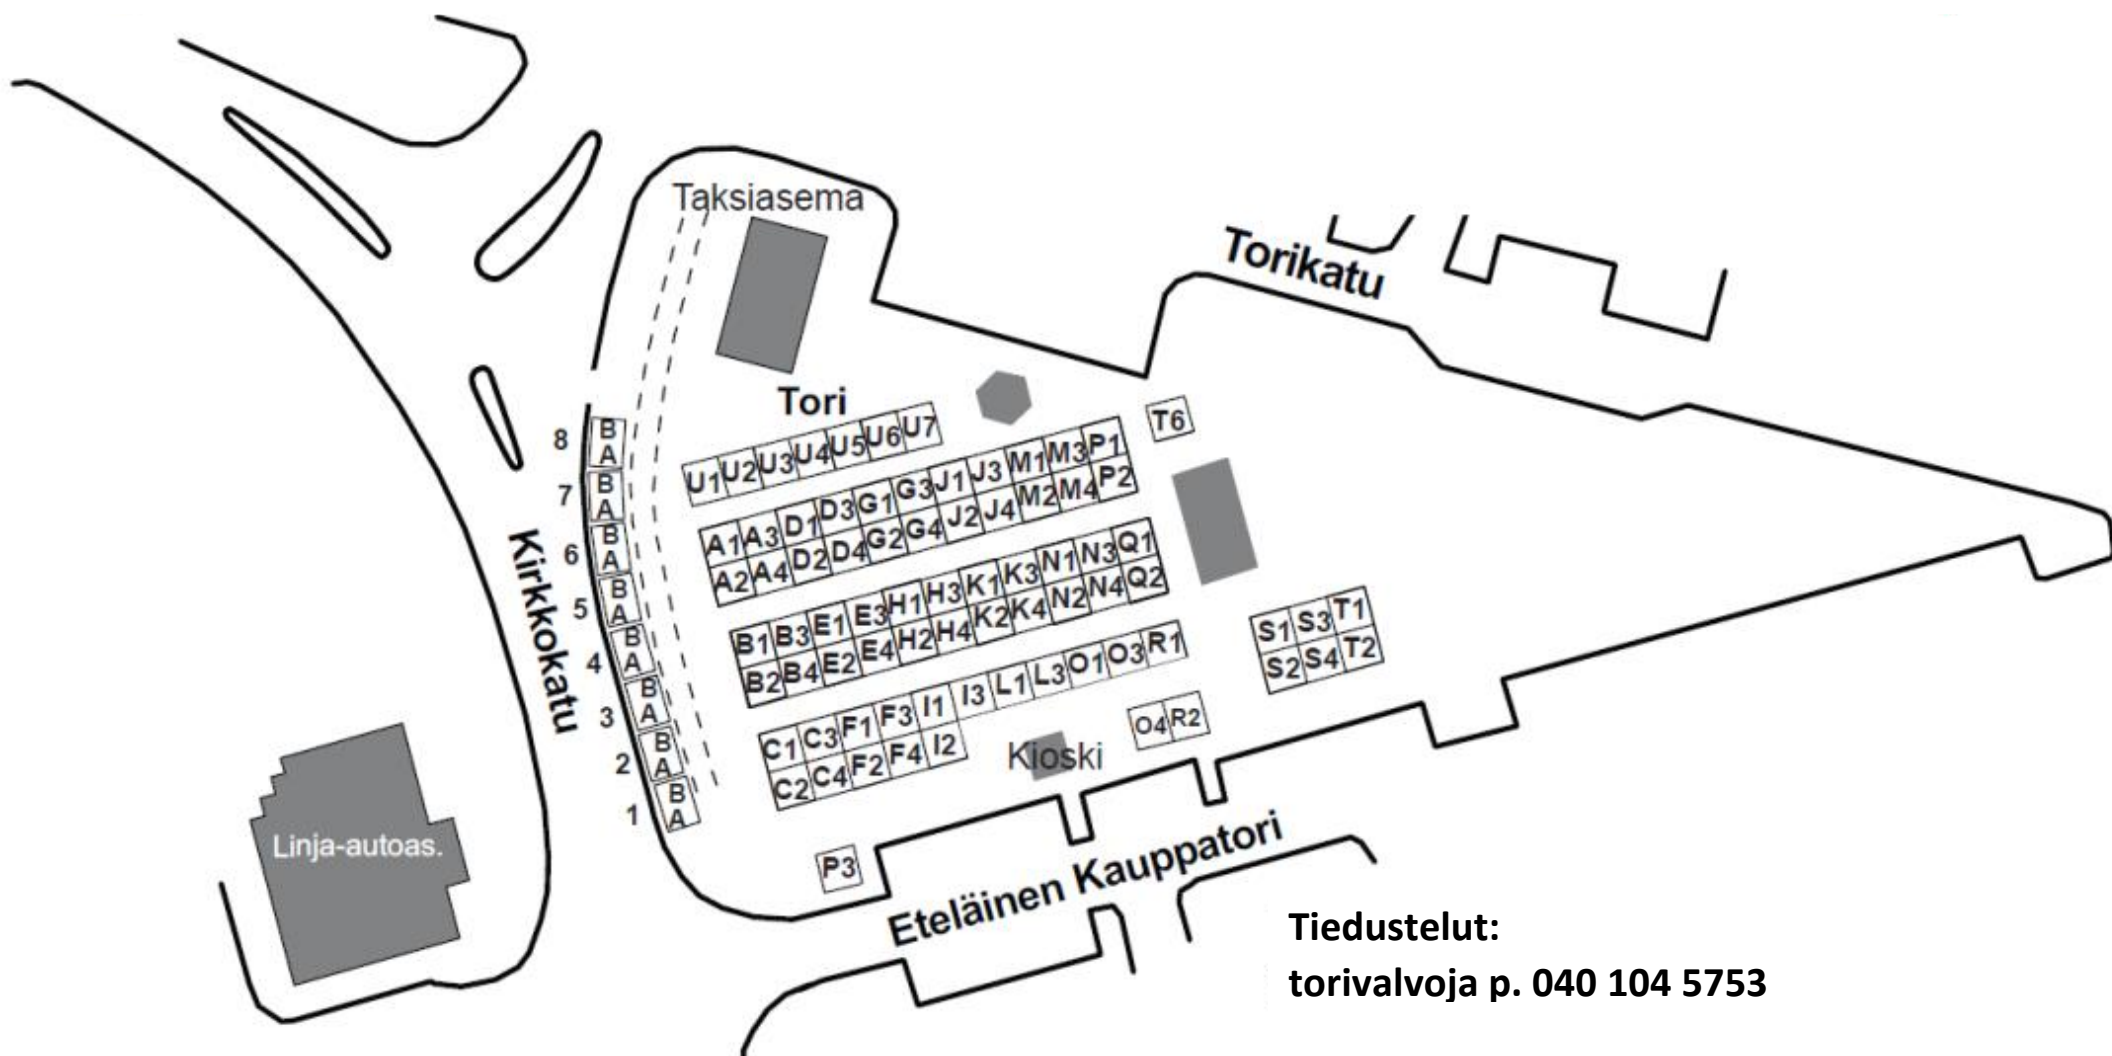 Taksiasema
Torikatu
Tori
U1 U2 U3 U4 U5 U6 U7
T6
A1 A3 D1 D3 G1 G3 J1 J3 M1 M3 P1
A2 A4 D2 D4 G2 G4 J2 J4 M2 M4 P2
B1 B3 E1 E3 H1 H3 K1 K3 N1 N3 Q1
B2 B4 E2 E4 H2 H4 K2 K4 N2 N4 Q2
S1 S3 T1
S2 S4 T2
C1 C3 F1 F3 I1 I3 L1 L3 O1 O3 R1
C2 C4 F2 F4 I2
O4 R2
Kioski
P3
8 B
A
7 B
A
6 B
A
5 B
A
4 B
A
3 B
A
2 B
A
1 B
A
Kirkkokatu
Linja-autoas.
Eteläinen Kauppatori
Tiedustelut:
torivalvoja p. 040 104 5753